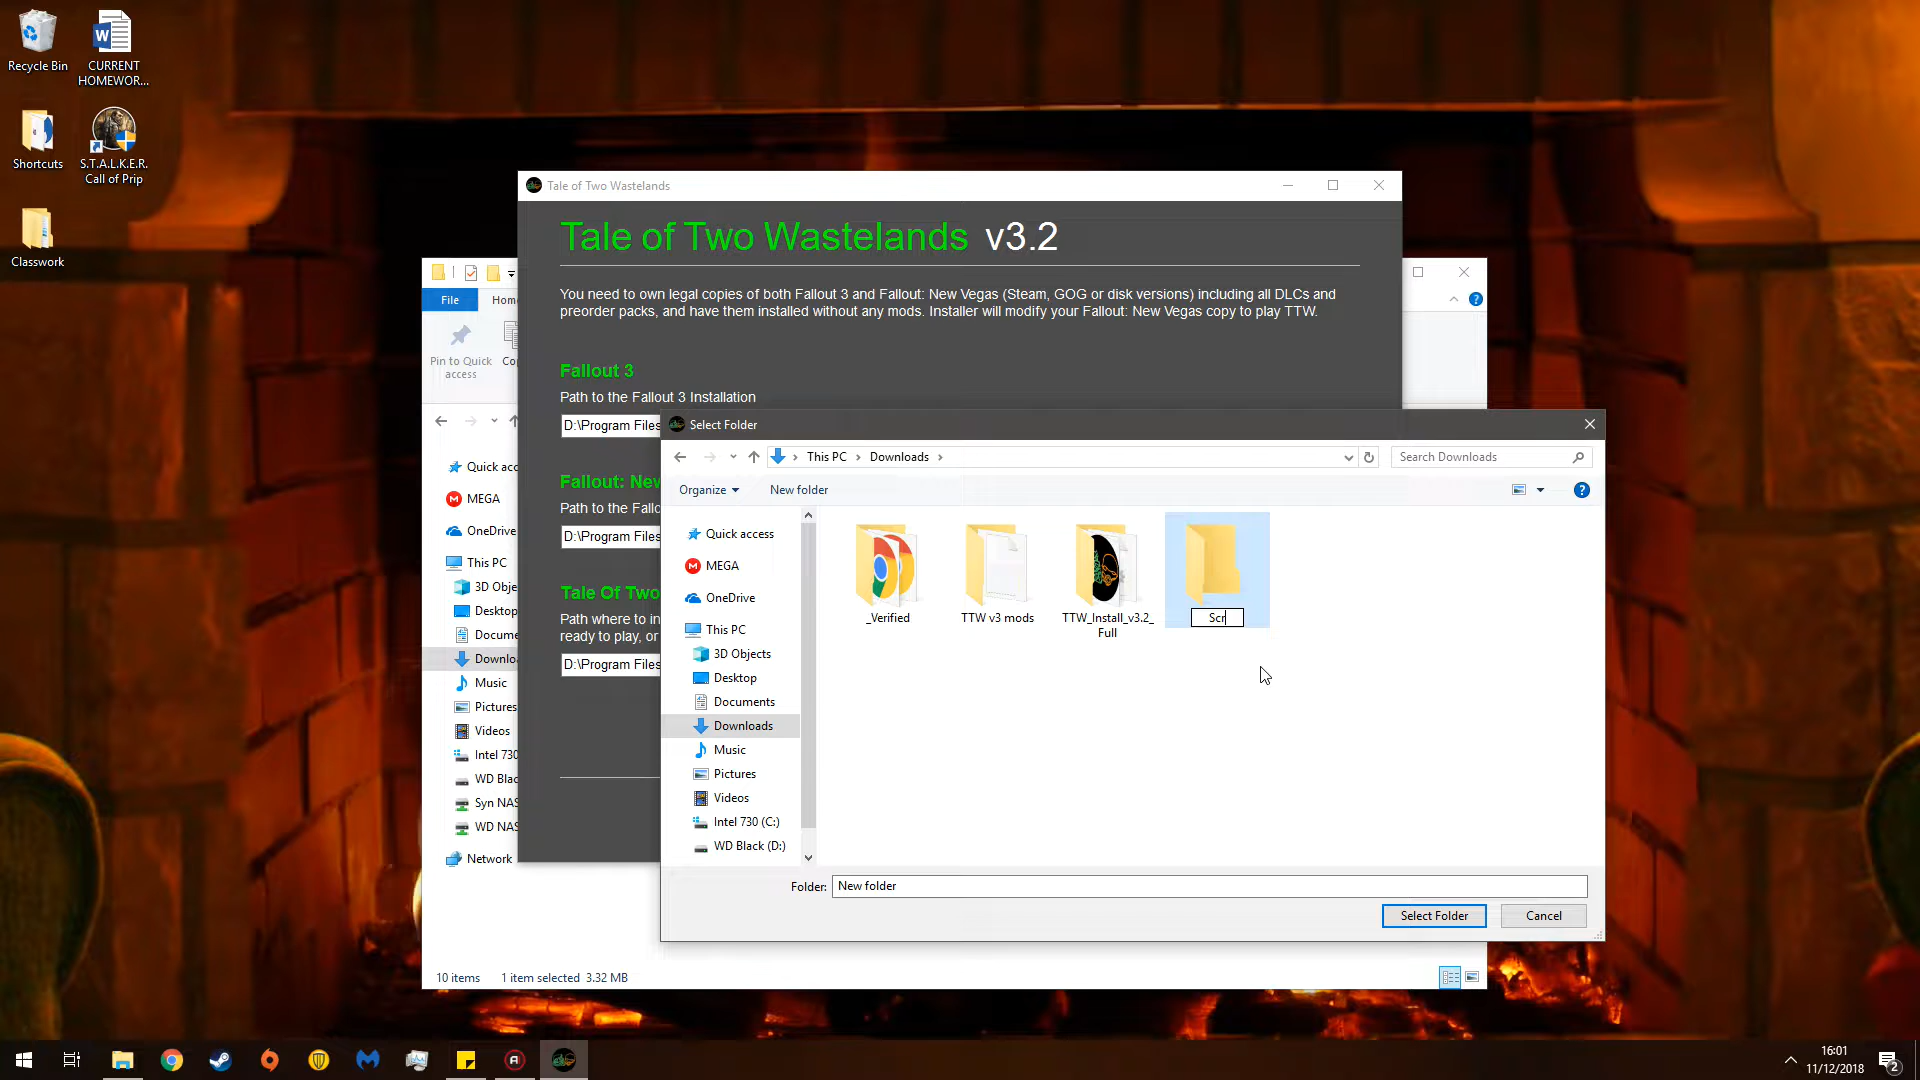 Recycle Bin
CURRENT
HOMEWOR...
Shortcuts
S.T.A.L.K.E.R.
Call of Prip
Classwork
Tale of Two Wastelands
Tale of Two Wastelands v3.2
You need to own legal copies of both Fallout 3 and Fallout: New Vegas (Steam, GOG or disk versions) including all DLCs and
preorder packs, and have them installed without any mods. Installer will modify your Fallout: New Vegas copy to play TTW.
Fallout 3
Path to the Fallout 3 Installation
D:\Program Files
Fallout: New
Path to the Fallo
D:\Program Files
Tale Of Two
Path where to in
ready to play, or
D:\Program Files
File
Home
Pin to Quick
access
Co
Quick acc
MEGA
OneDrive
This PC
3D Objec
Desktop
Docume
Downlo
Music
Pictures
Videos
Intel 730
WD Blac
Syn NAS
WD NAS
Network
10 items
1 item selected 3.32 MB
Select Folder
This PC
Downloads
Search Downloads
Organize
New folder
Quick access
MEGA
OneDrive
This PC
3D Objects
Desktop
Documents
Downloads
Music
Pictures
Videos
Intel 730 (C:)
WD Black (D:)
_Verified
TTW v3 mods
TTW_Install_v3.2_
Full
Scr
Folder:
New folder
Select Folder
Cancel
16:01
11/12/2018
2